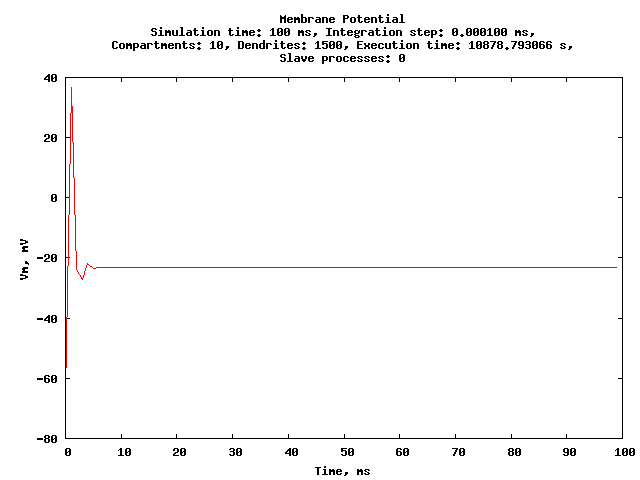 Membrane Potential
Simulation time: 100 ms, Integration step: 0.000100 ms,
Compartments: 10, Dendrites: 1500, Execution time: 10878.793066 s,
Slave processes: 0
40
20
0
-20
-40
-60
-80
Vm, mV
0 10 20 30 40 50 60 70 80 90 100
Time, ms